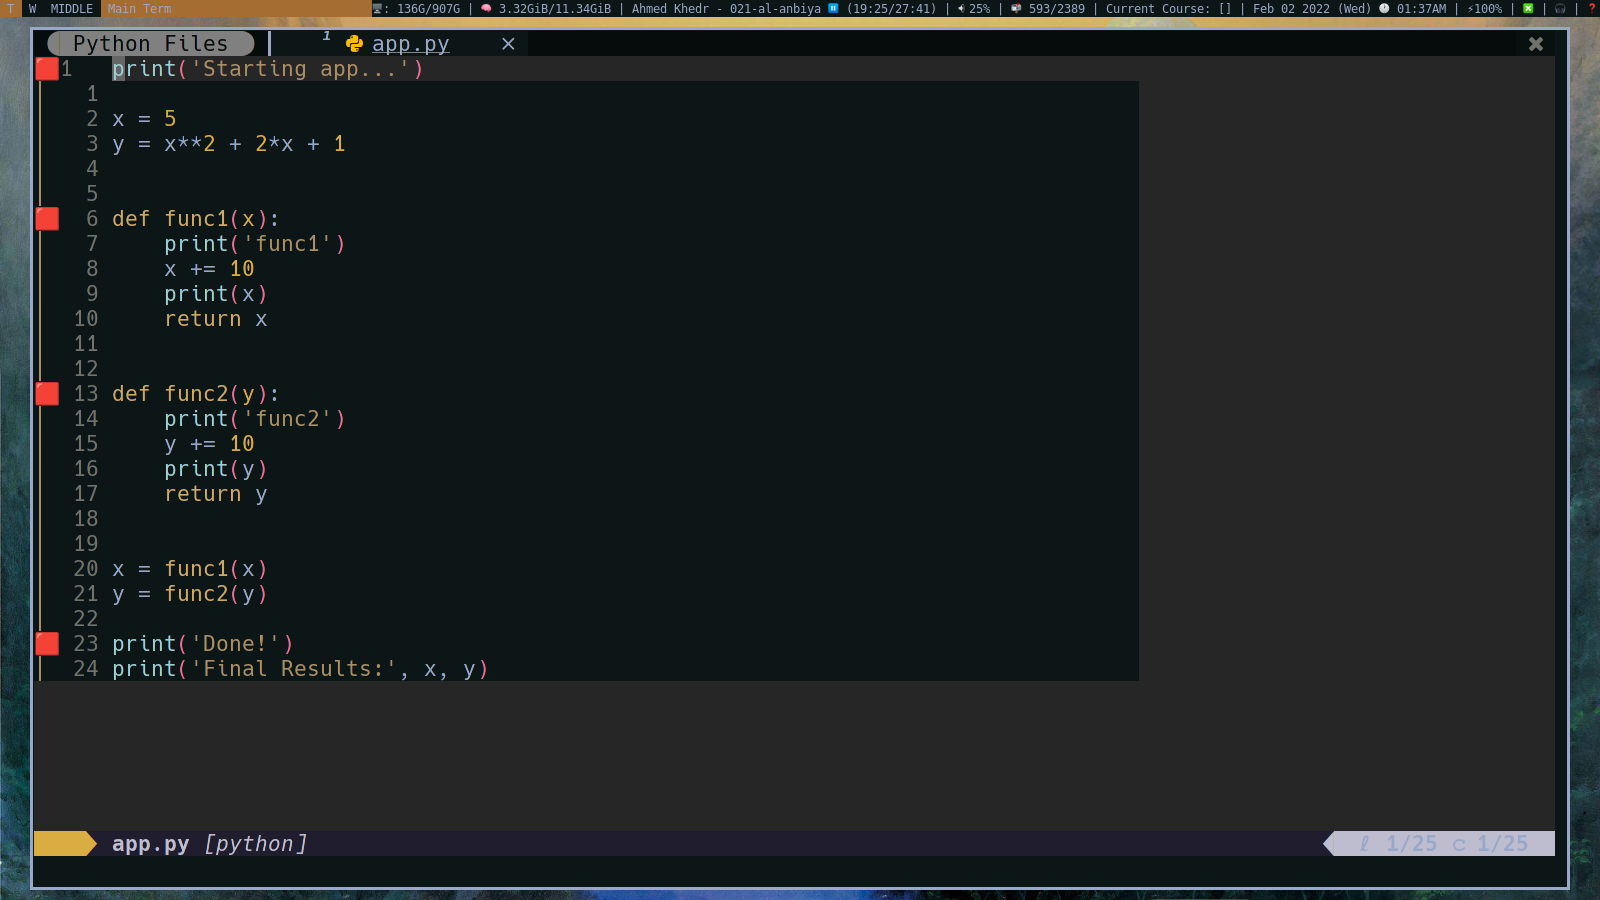 T W MIDDLE Main Term : 136G/907G | 3.32GiB/11.34GiB | Ahmed Khedr - 021-al-anbiya (19:25/27:41) | 25% | 593/2389 | Current Course: [] | Feb 02 2022 (Wed) 01:37AM | ⚡100% | ❎ | 🎧 | ❓
Python Files 1 app.py ×
1 print('Starting app...')
1
2 x = 5
3 y = x**2 + 2*x + 1
4
5
6 def func1(x):
7 print('func1')
8 x += 10
9 print(x)
10 return x
11
12
13 def func2(y):
14 print('func2')
15 y += 10
16 print(y)
17 return y
18
19
20 x = func1(x)
21 y = func2(y)
22
23 print('Done!')
24 print('Final Results:', x, y)
app.py [python] ℓ 1/25 c 1/25